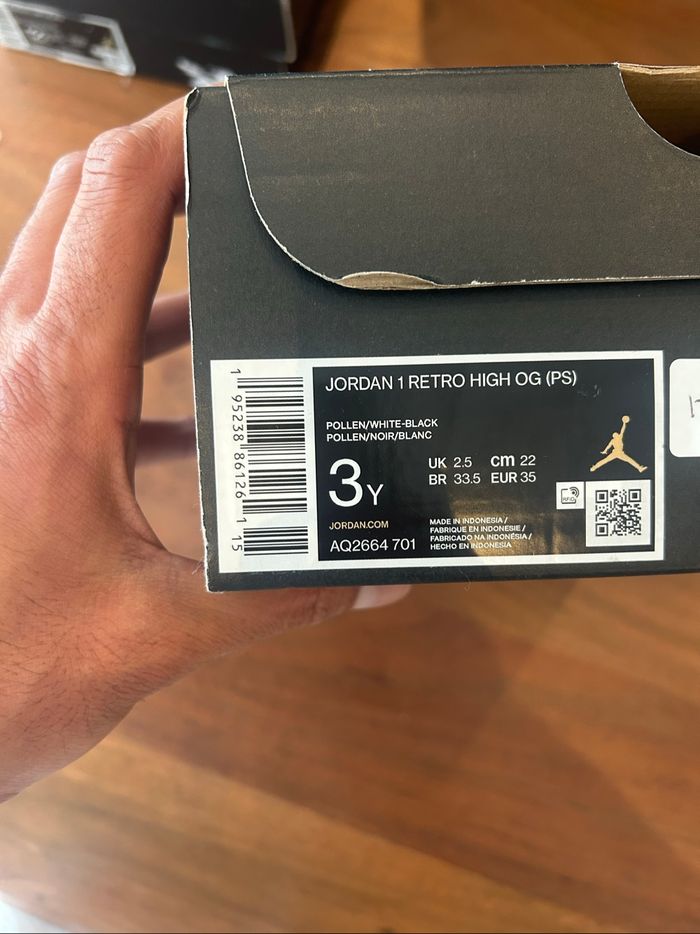 JORDAN 1 RETRO HIGH OG (PS)
POLLEN/WHITE-BLACK
POLLEN/NOIR/BLANC
3Y
UK 2.5 cm 22
BR 33.5 EUR 35
RFID
JORDAN.COM
AQ2664 701
MADE IN INDONESIA /
FABRIQUE EN INDONESIE /
FABRICADO NA INDONÉSIA /
HECHO EN INDONESIA
1 95238 86126 1 15